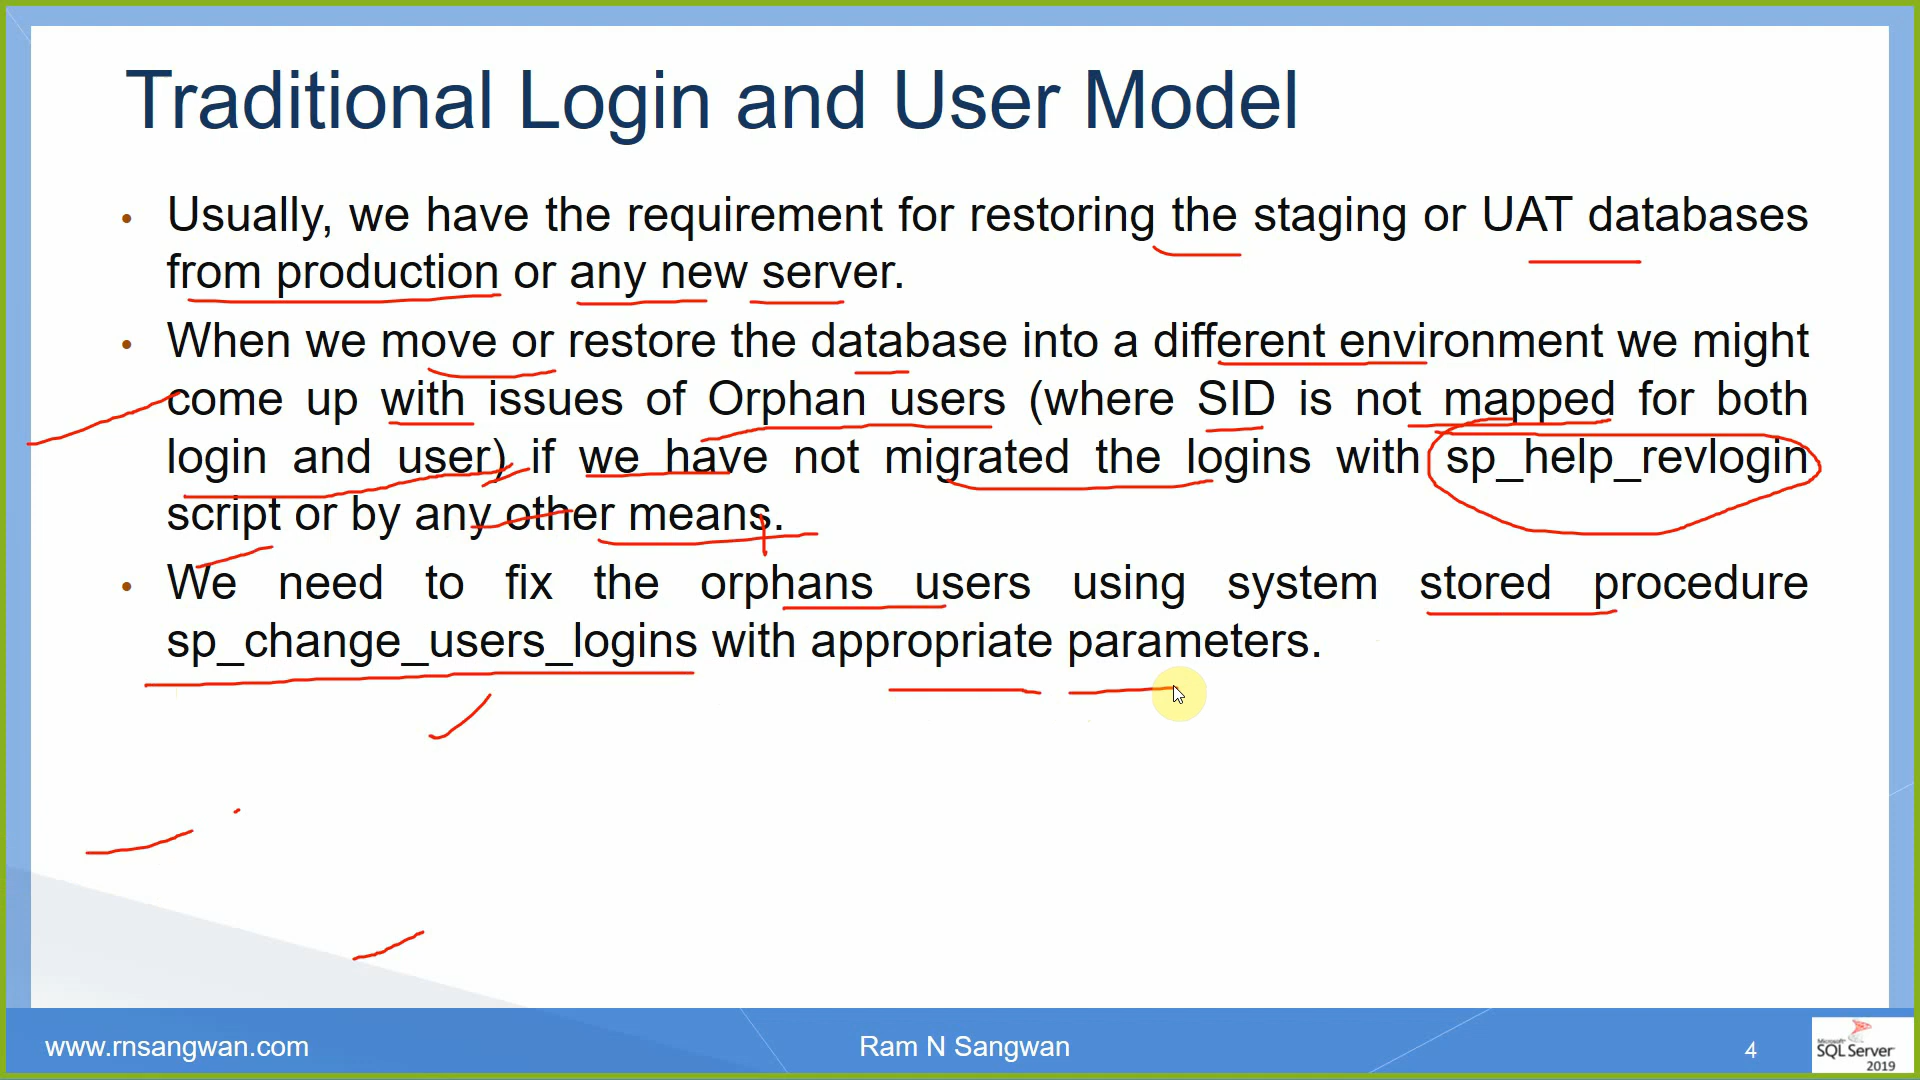 Traditional Login and User Model
• Usually, we have the requirement for restoring the staging or UAT databases
from production or any new server.
• When we move or restore the database into a different environment we might
come up with issues of Orphan users (where SID is not mapped for both
login and user) if we have not migrated the logins with sp_help_revlogin
script or by any other means.
• We need to fix the orphans users using system stored procedure
sp_change_users_logins with appropriate parameters.
www.rnsangwan.com
Ram N Sangwan
4
Microsoft
SQL Server
2019